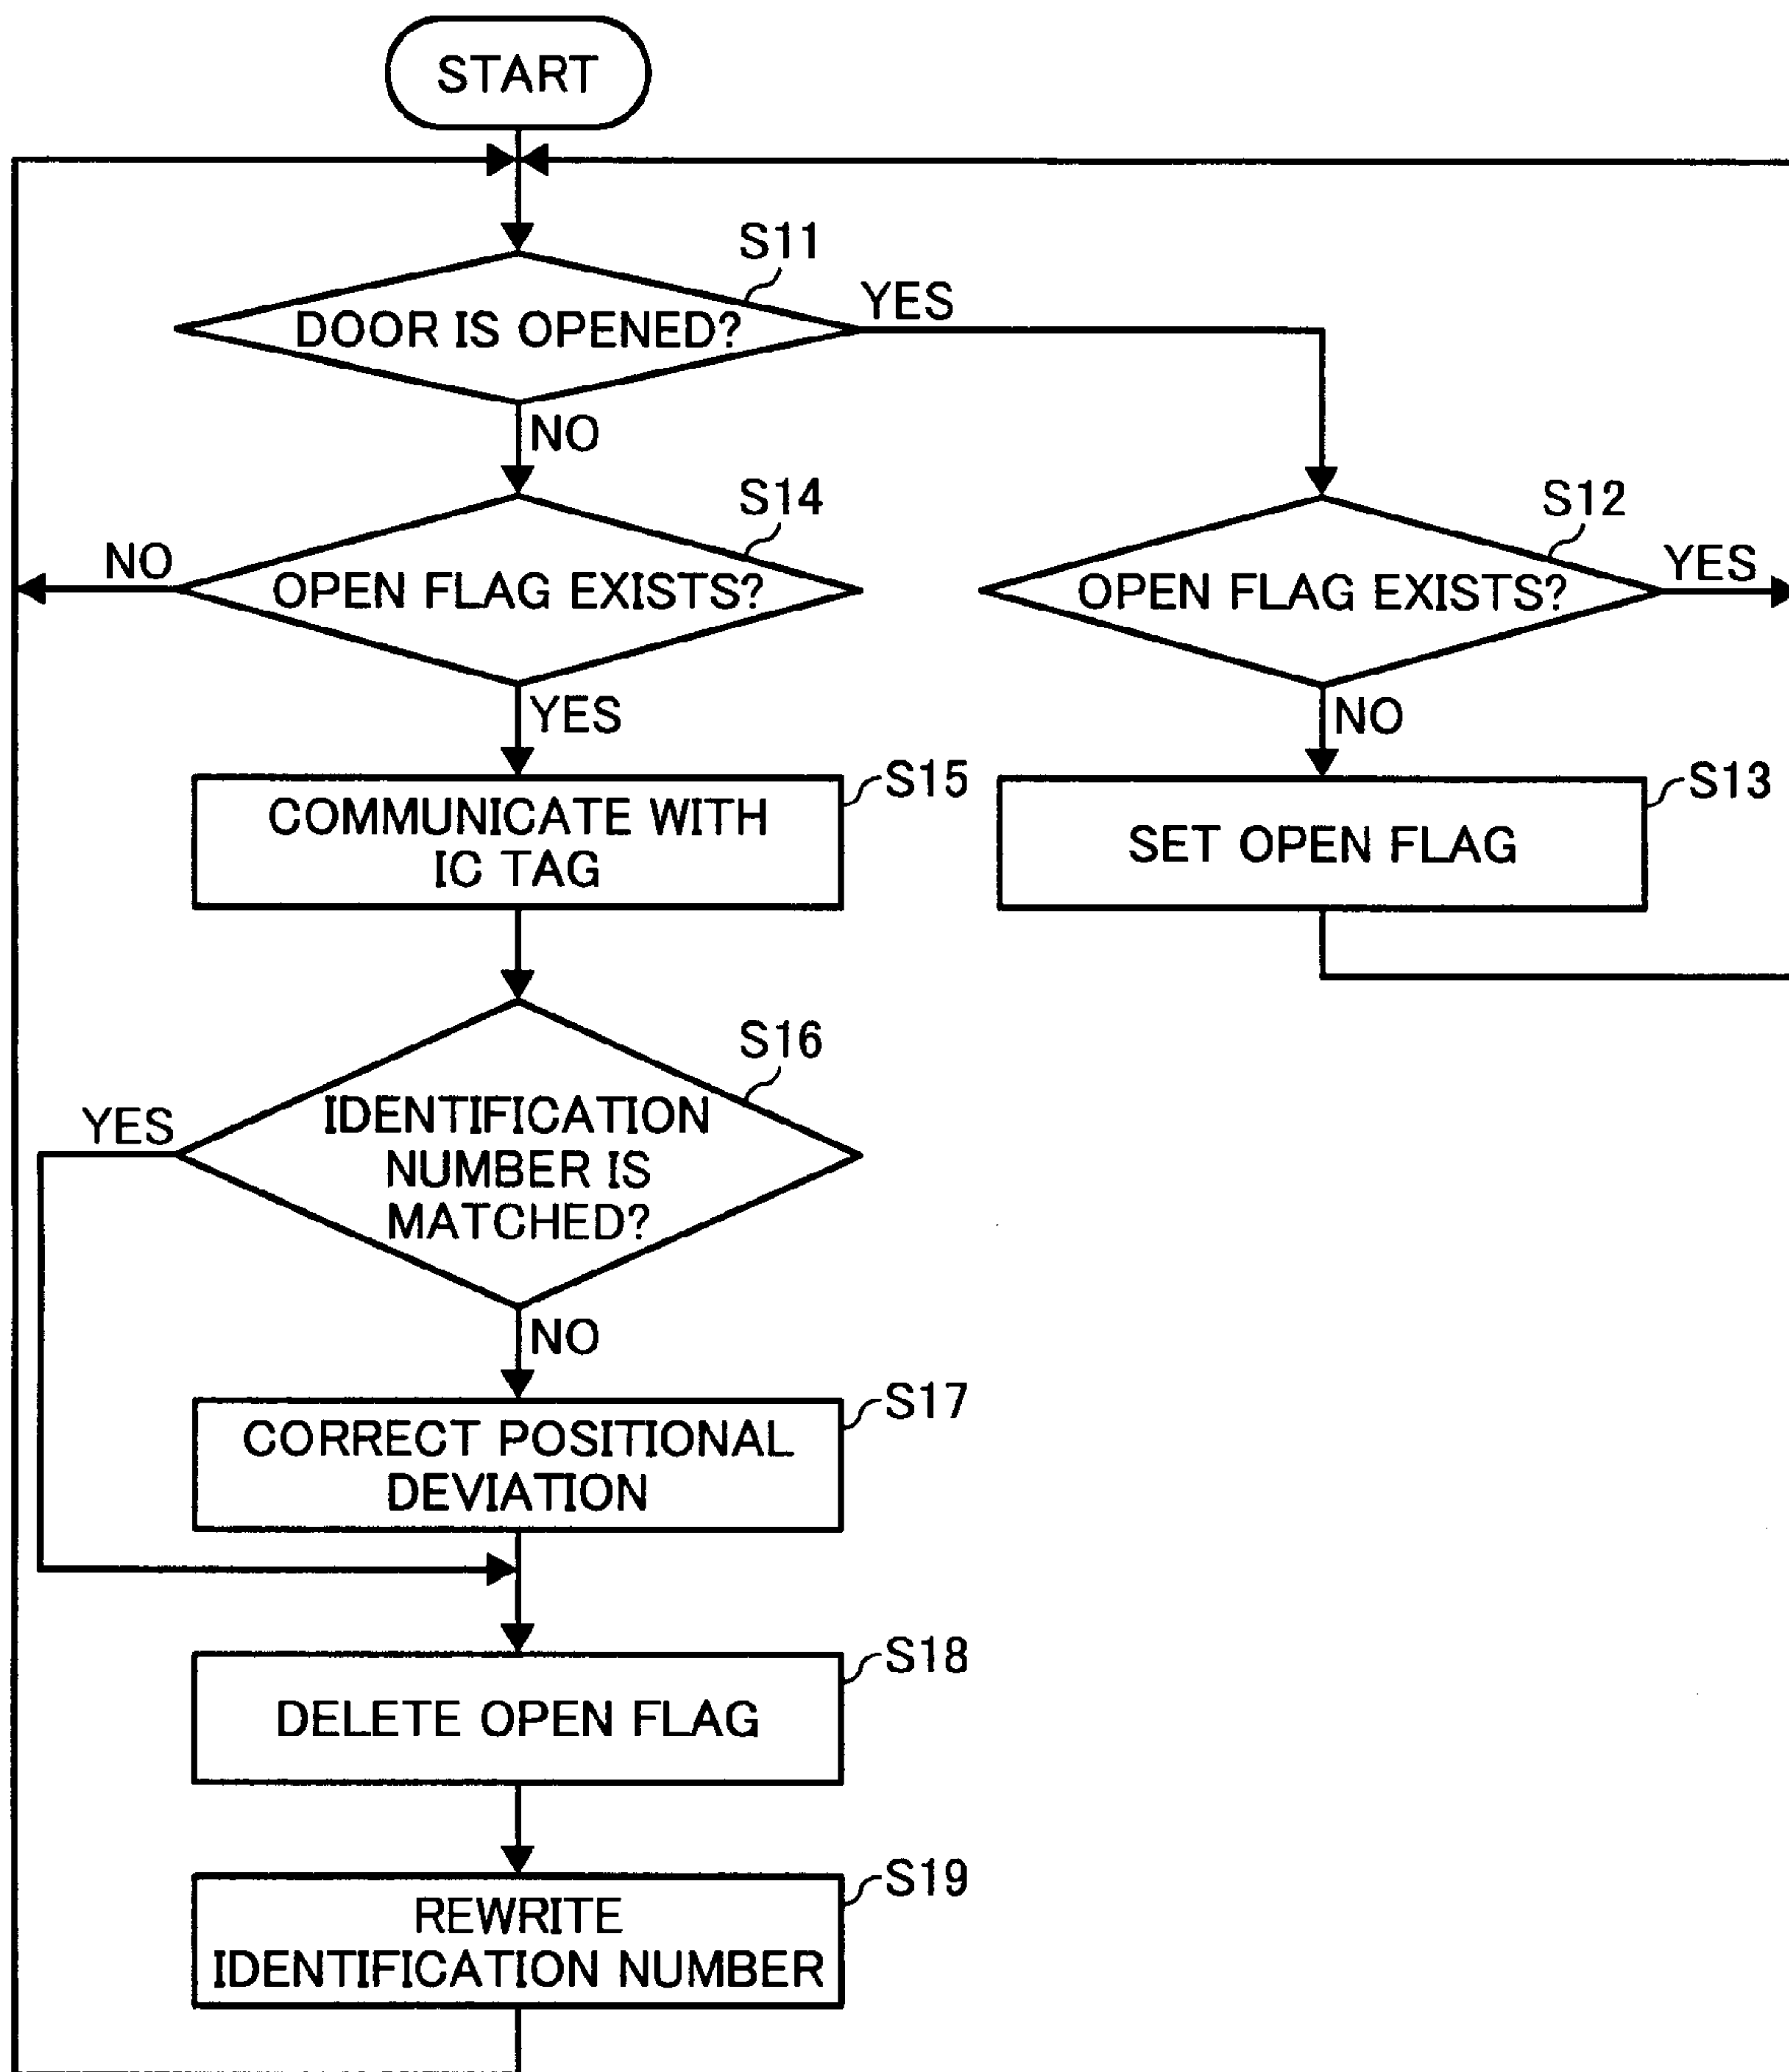 START
S11
DOOR IS OPENED?
YES
NO
S14
OPEN FLAG EXISTS?
NO
YES
S12
OPEN FLAG EXISTS?
YES
NO
S13
SET OPEN FLAG
S15
COMMUNICATE WITH
IC TAG
S16
IDENTIFICATION
NUMBER IS
MATCHED?
YES
NO
S17
CORRECT POSITIONAL
DEVIATION
S18
DELETE OPEN FLAG
S19
REWRITE
IDENTIFICATION NUMBER